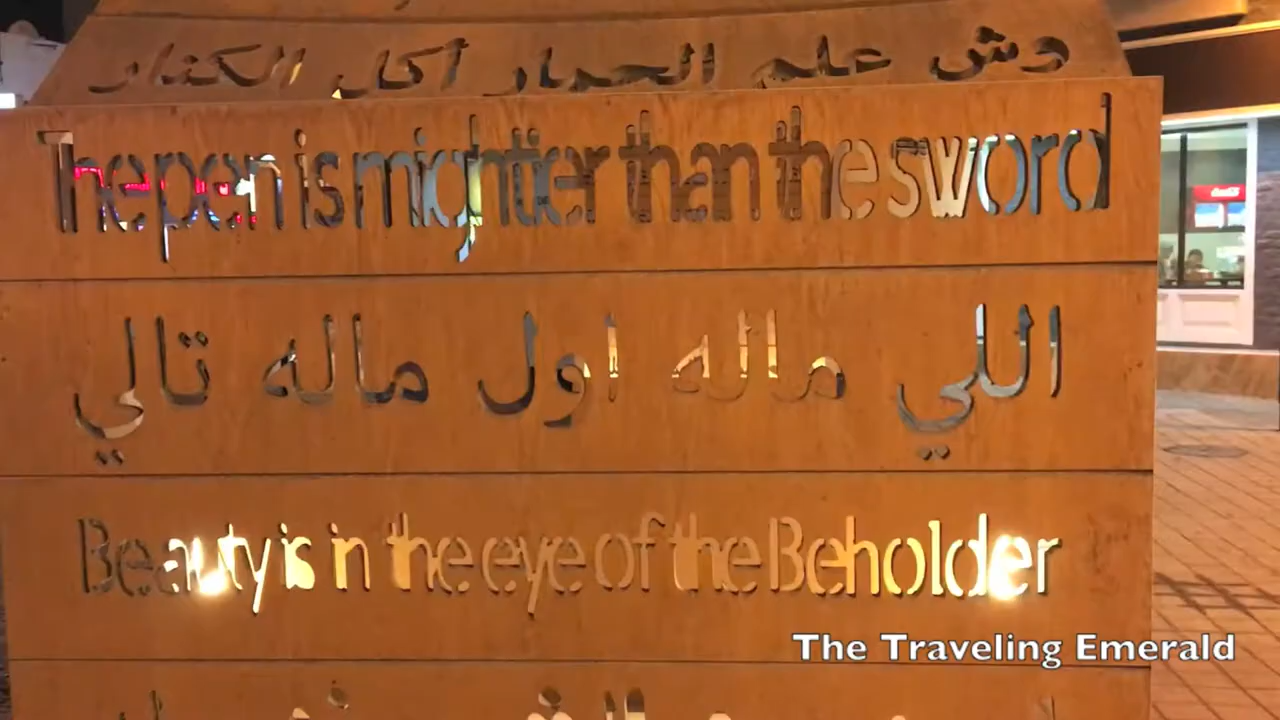 وش علم الحمار أكل الكنار
The pen is mightier than the sword
اللي ماله اول ماله تالي
Beauty is in the eye of the Beholder
The Traveling Emerald